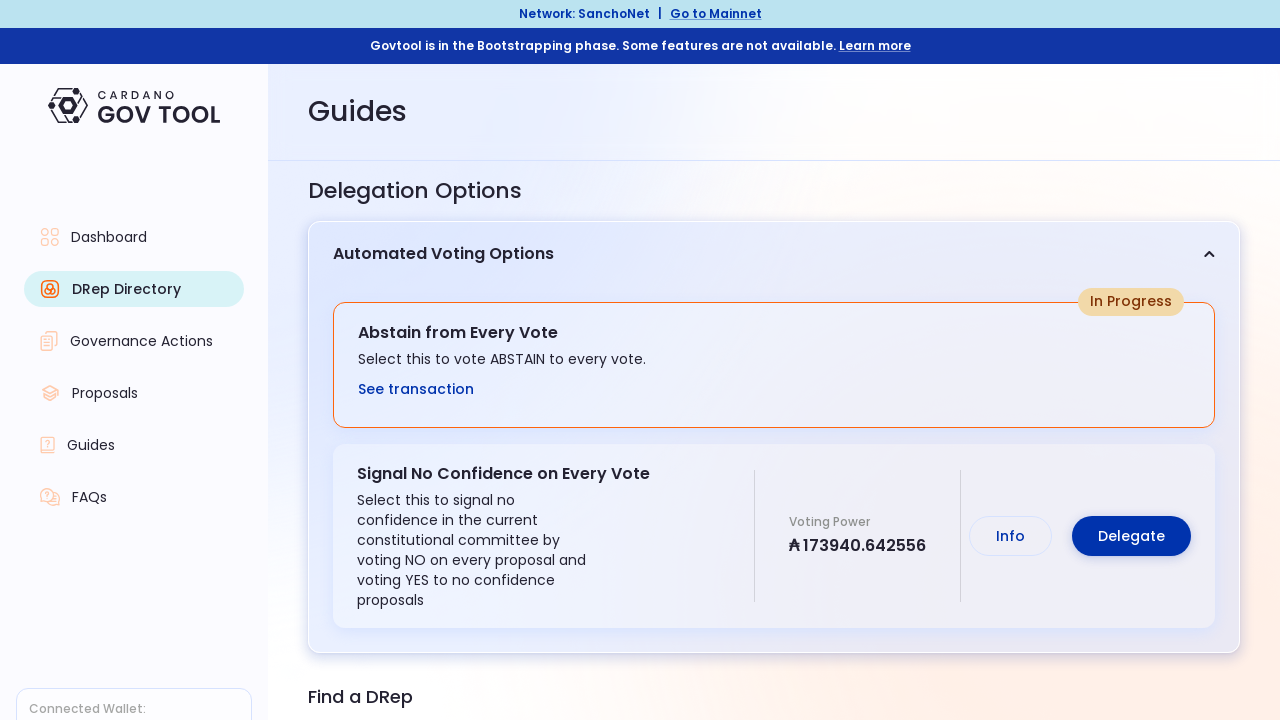 Network: SanchoNet | Go to Mainnet
Govtool is in the Bootstrapping phase. Some features are not available. Learn more
CARDANO
GOV TOOL
Guides
Dashboard
DRep Directory
Governance Actions
Proposals
Guides
FAQs
Connected Wallet:
Delegation Options
Automated Voting Options
In Progress
Abstain from Every Vote
Select this to vote ABSTAIN to every vote.
See transaction
Signal No Confidence on Every Vote
Select this to signal no
confidence in the current
constitutional committee by
voting NO on every proposal and
voting YES to no confidence
proposals
Voting Power
₳ 173940.642556
Info
Delegate
Find a DRep